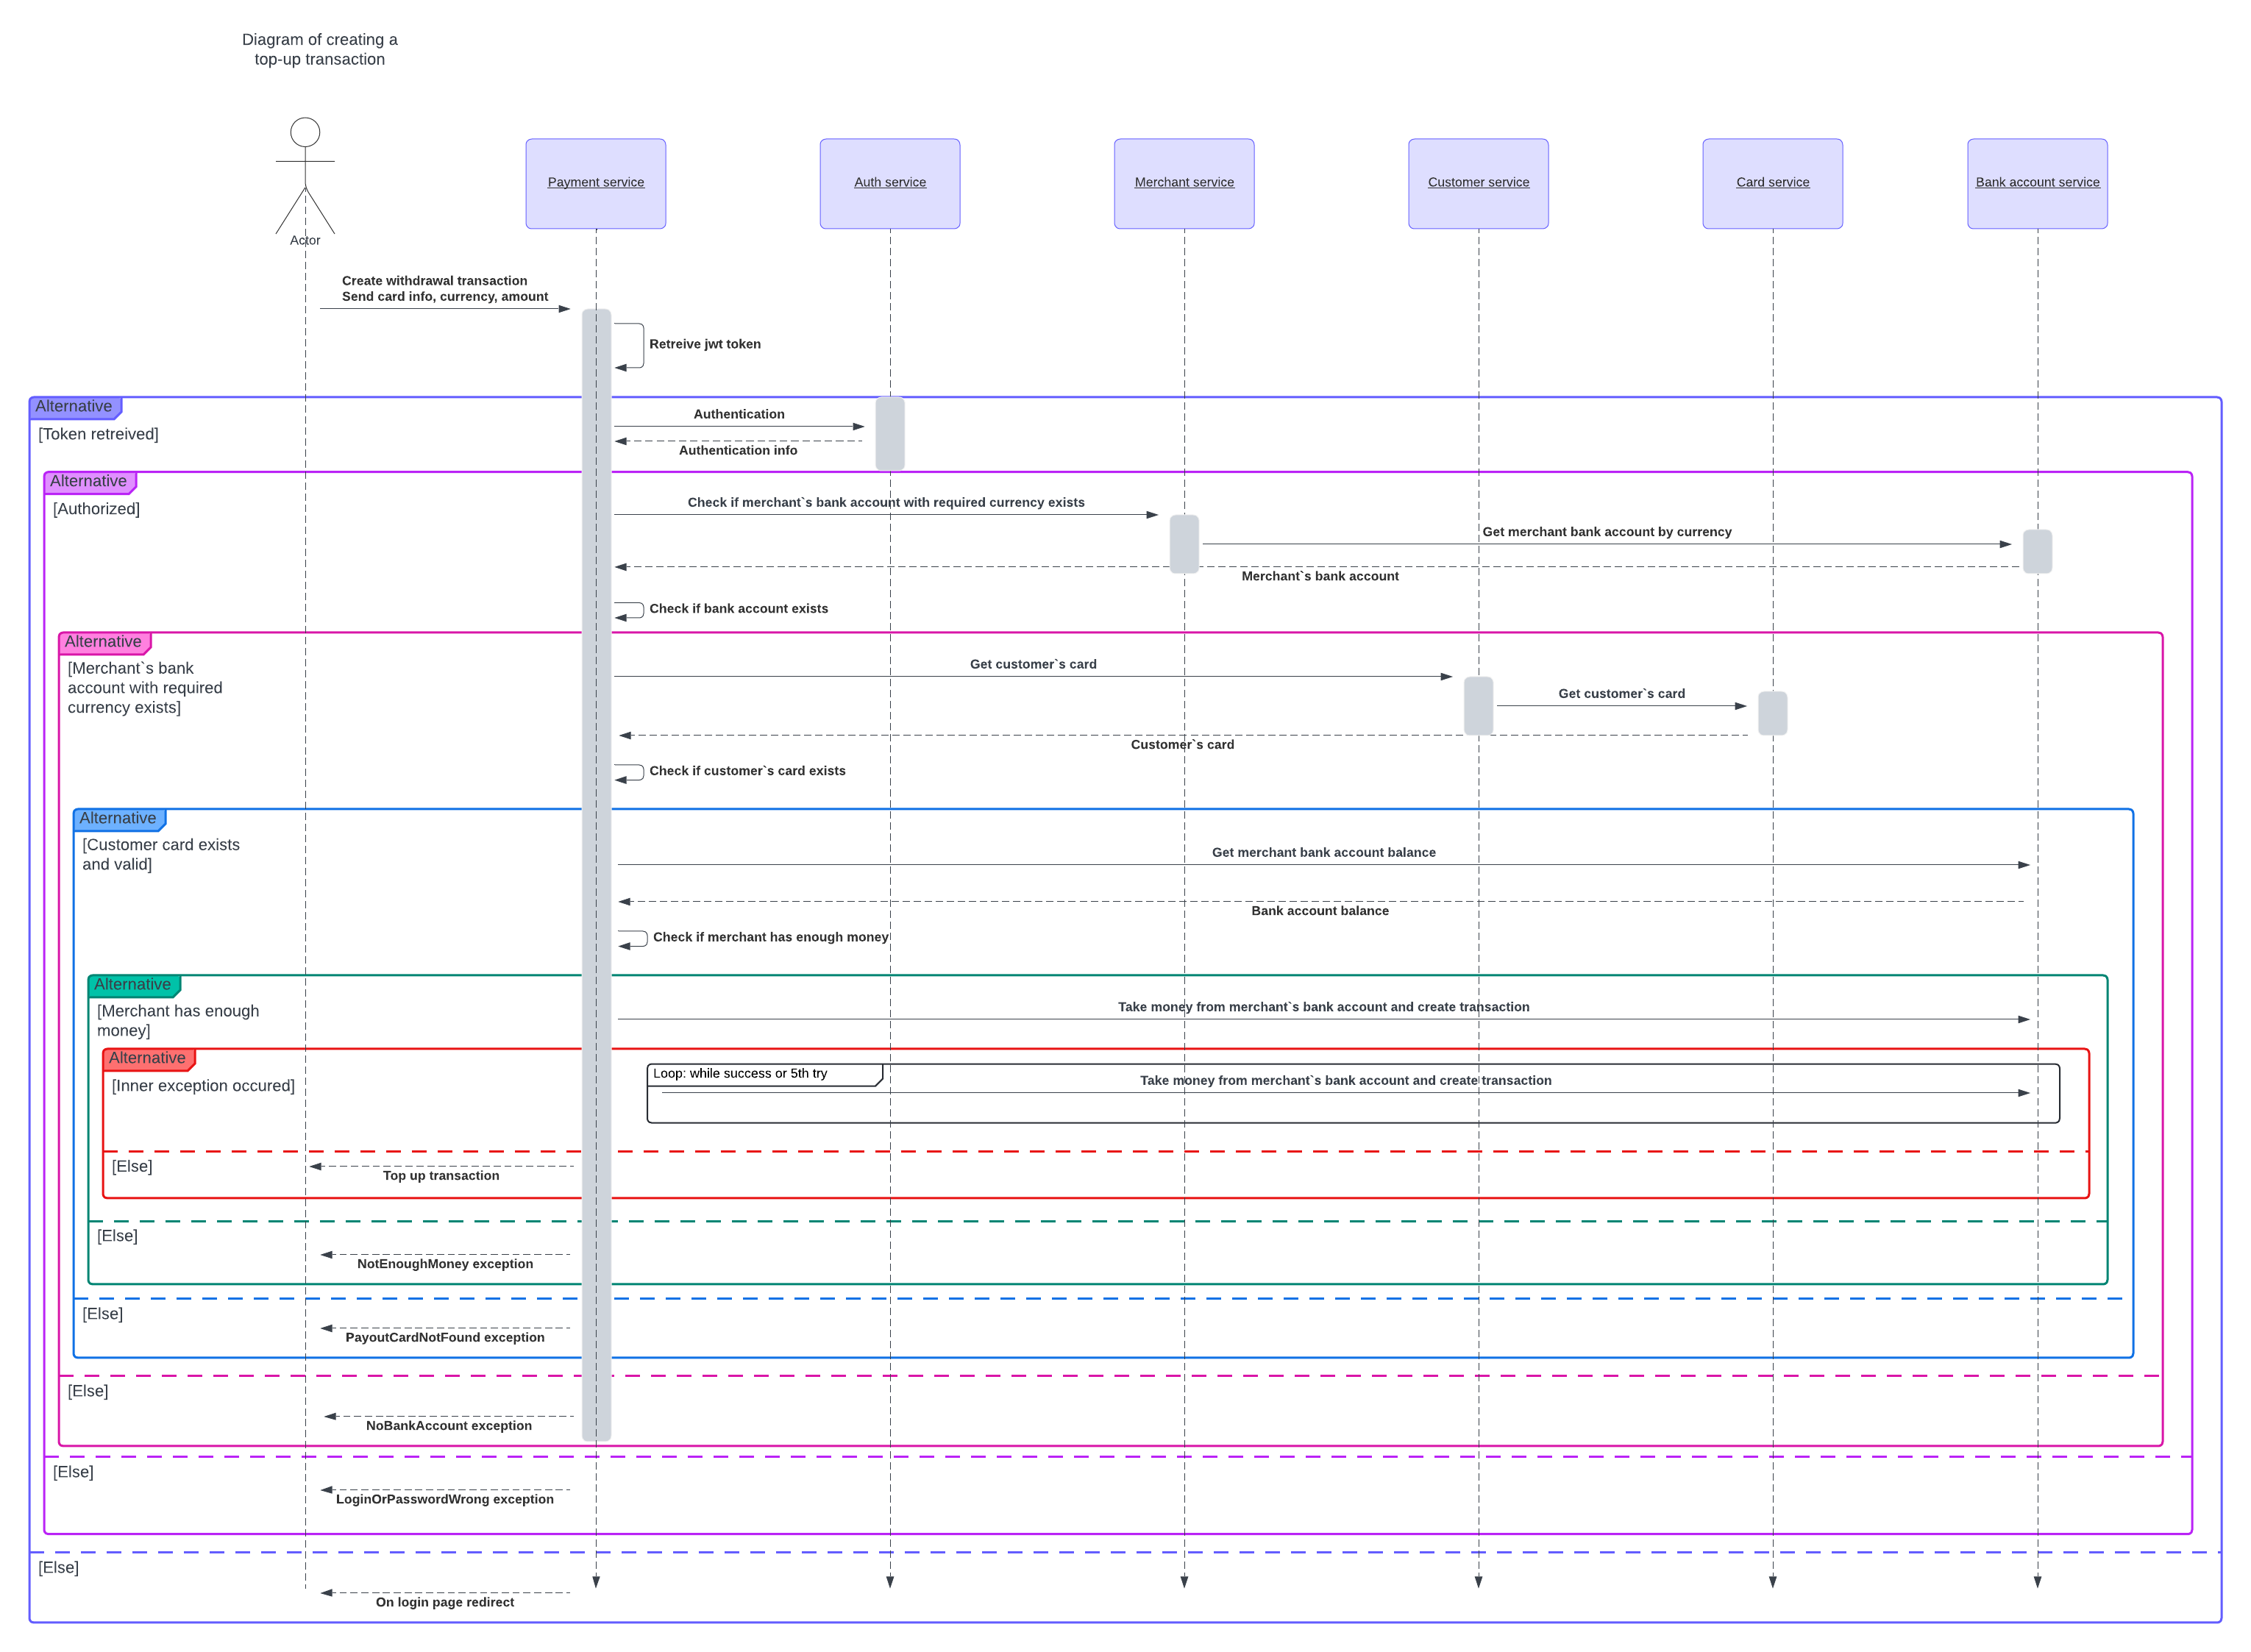 Diagram of creating a
top-up transaction
Actor
Payment service
Auth service
Merchant service
Customer service
Card service
Bank account service
Create withdrawal transaction
Send card info, currency, amount
Retreive jwt token
Alternative
[Token retreived]
Authentication
Authentication info
Alternative
[Authorized]
Check if merchant`s bank account with required currency exists
Get merchant bank account by currency
Merchant`s bank account
Check if bank account exists
Alternative
[Merchant`s bank
account with required
currency exists]
Get customer`s card
Get customer`s card
Customer`s card
Check if customer`s card exists
Alternative
[Customer card exists
and valid]
Get merchant bank account balance
Bank account balance
Check if merchant has enough money
Alternative
[Merchant has enough
money]
Take money from merchant`s bank account and create transaction
Alternative
[Inner exception occured]
Loop: while success or 5th try
Take money from merchant`s bank account and create transaction
[Else]
Top up transaction
[Else]
NotEnoughMoney exception
[Else]
PayoutCardNotFound exception
[Else]
NoBankAccount exception
[Else]
LoginOrPasswordWrong exception
[Else]
On login page redirect